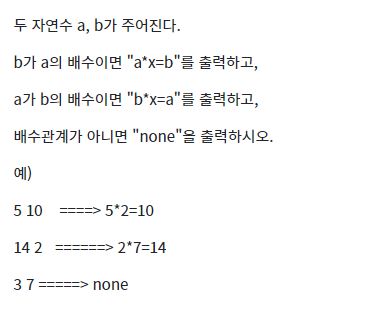 두 자연수 a, b가 주어진다.
b가 a의 배수이면 "a*x=b"를 출력하고,
a가 b의 배수이면 "b*x=a"를 출력하고,
배수관계가 아니면 "none"을 출력하시오.
예)
5 10 ====> 5*2=10
14 2 ======> 2*7=14
3 7 =====> none